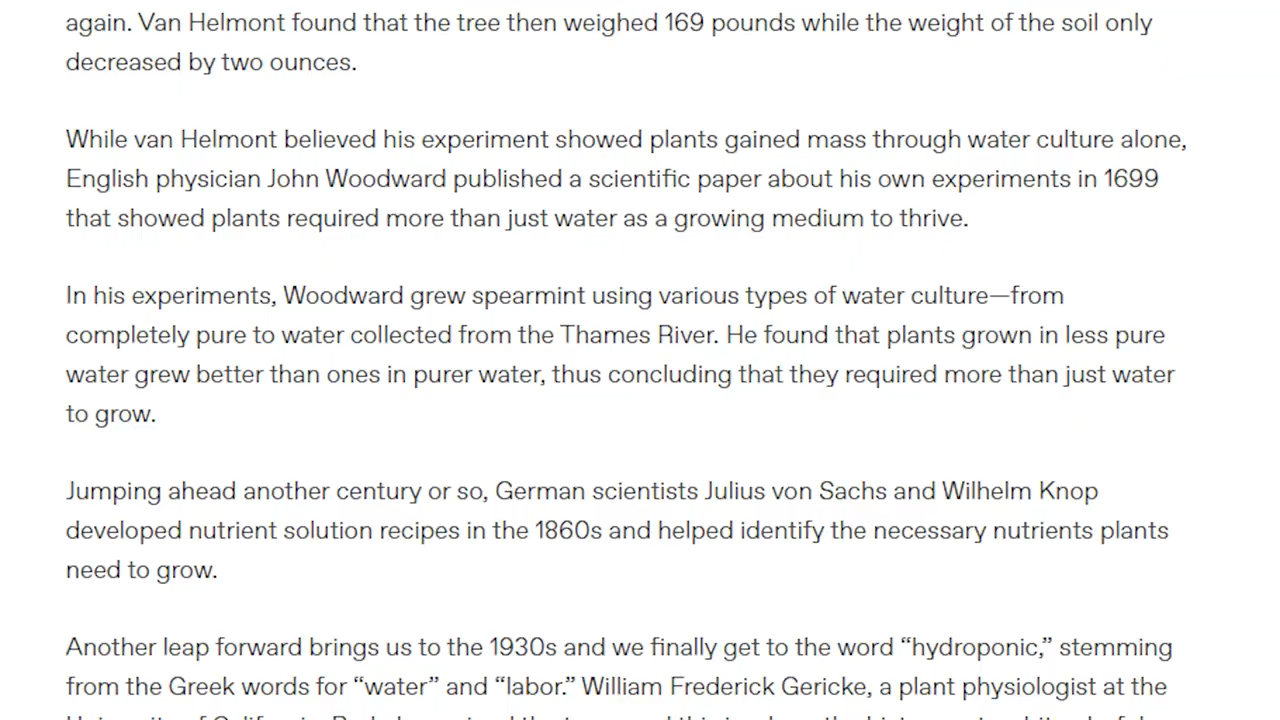 again. Van Helmont found that the tree then weighed 169 pounds while the weight of the soil only
decreased by two ounces.
While van Helmont believed his experiment showed plants gained mass through water culture alone,
English physician John Woodward published a scientific paper about his own experiments in 1699
that showed plants required more than just water as a growing medium to thrive.
In his experiments, Woodward grew spearmint using various types of water culture—from
completely pure to water collected from the Thames River. He found that plants grown in less pure
water grew better than ones in purer water, thus concluding that they required more than just water
to grow.
Jumping ahead another century or so, German scientists Julius von Sachs and Wilhelm Knop
developed nutrient solution recipes in the 1860s and helped identify the necessary nutrients plants
need to grow.
Another leap forward brings us to the 1930s and we finally get to the word “hydroponic,” stemming
from the Greek words for “water” and “labor.” William Frederick Gericke, a plant physiologist at the